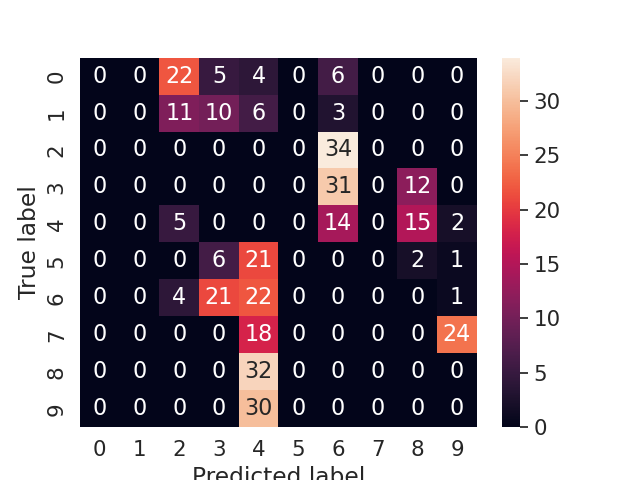 0 0 0 22 5 4 0 6 0 0 0
1 0 0 11 10 6 0 3 0 0 0
2 0 0 0 0 0 0 34 0 0 0
3 0 0 0 0 0 0 31 0 12 0
4 0 0 5 0 0 0 14 0 15 2
5 0 0 0 6 21 0 0 0 2 1
6 0 0 4 21 22 0 0 0 0 1
7 0 0 0 0 18 0 0 0 0 24
8 0 0 0 0 32 0 0 0 0 0
9 0 0 0 0 30 0 0 0 0 0
0 1 2 3 4 5 6 7 8 9
Predicted label
True label
30
25
20
15
10
5
0